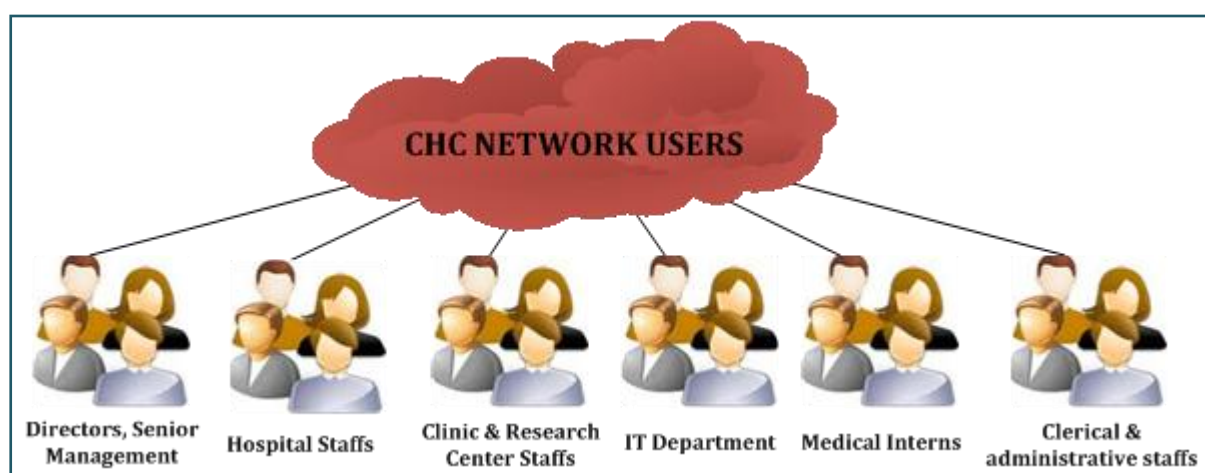 CHC NETWORK USERS
Directors, Senior
Management
Hospital Staffs
Clinic & Research
Center Staffs
IT Department
Medical Interns
Clerical &
administrative staffs